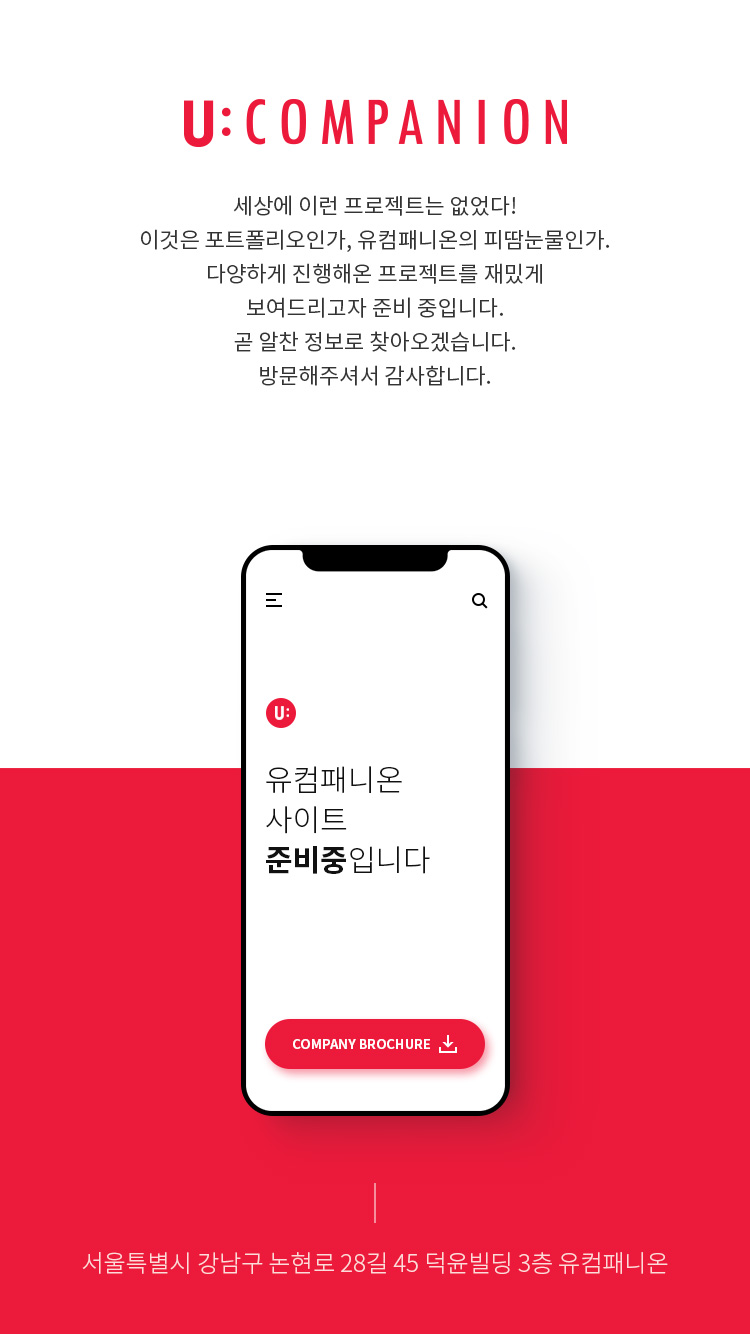 U:COMPANION
세상에 이런 프로젝트는 없었다!
이것은 포트폴리오인가, 유컴패니온의 피땀눈물인가.
다양하게 진행해온 프로젝트를 재밌게
보여드리고자 준비 중입니다.
곧 알찬 정보로 찾아오겠습니다.
방문해주셔서 감사합니다.
U:
유컴패니온
사이트
준비중입니다
COMPANY BROCHURE
서울특별시 강남구 논현로 28길 45 덕윤빌딩 3층 유컴패니온